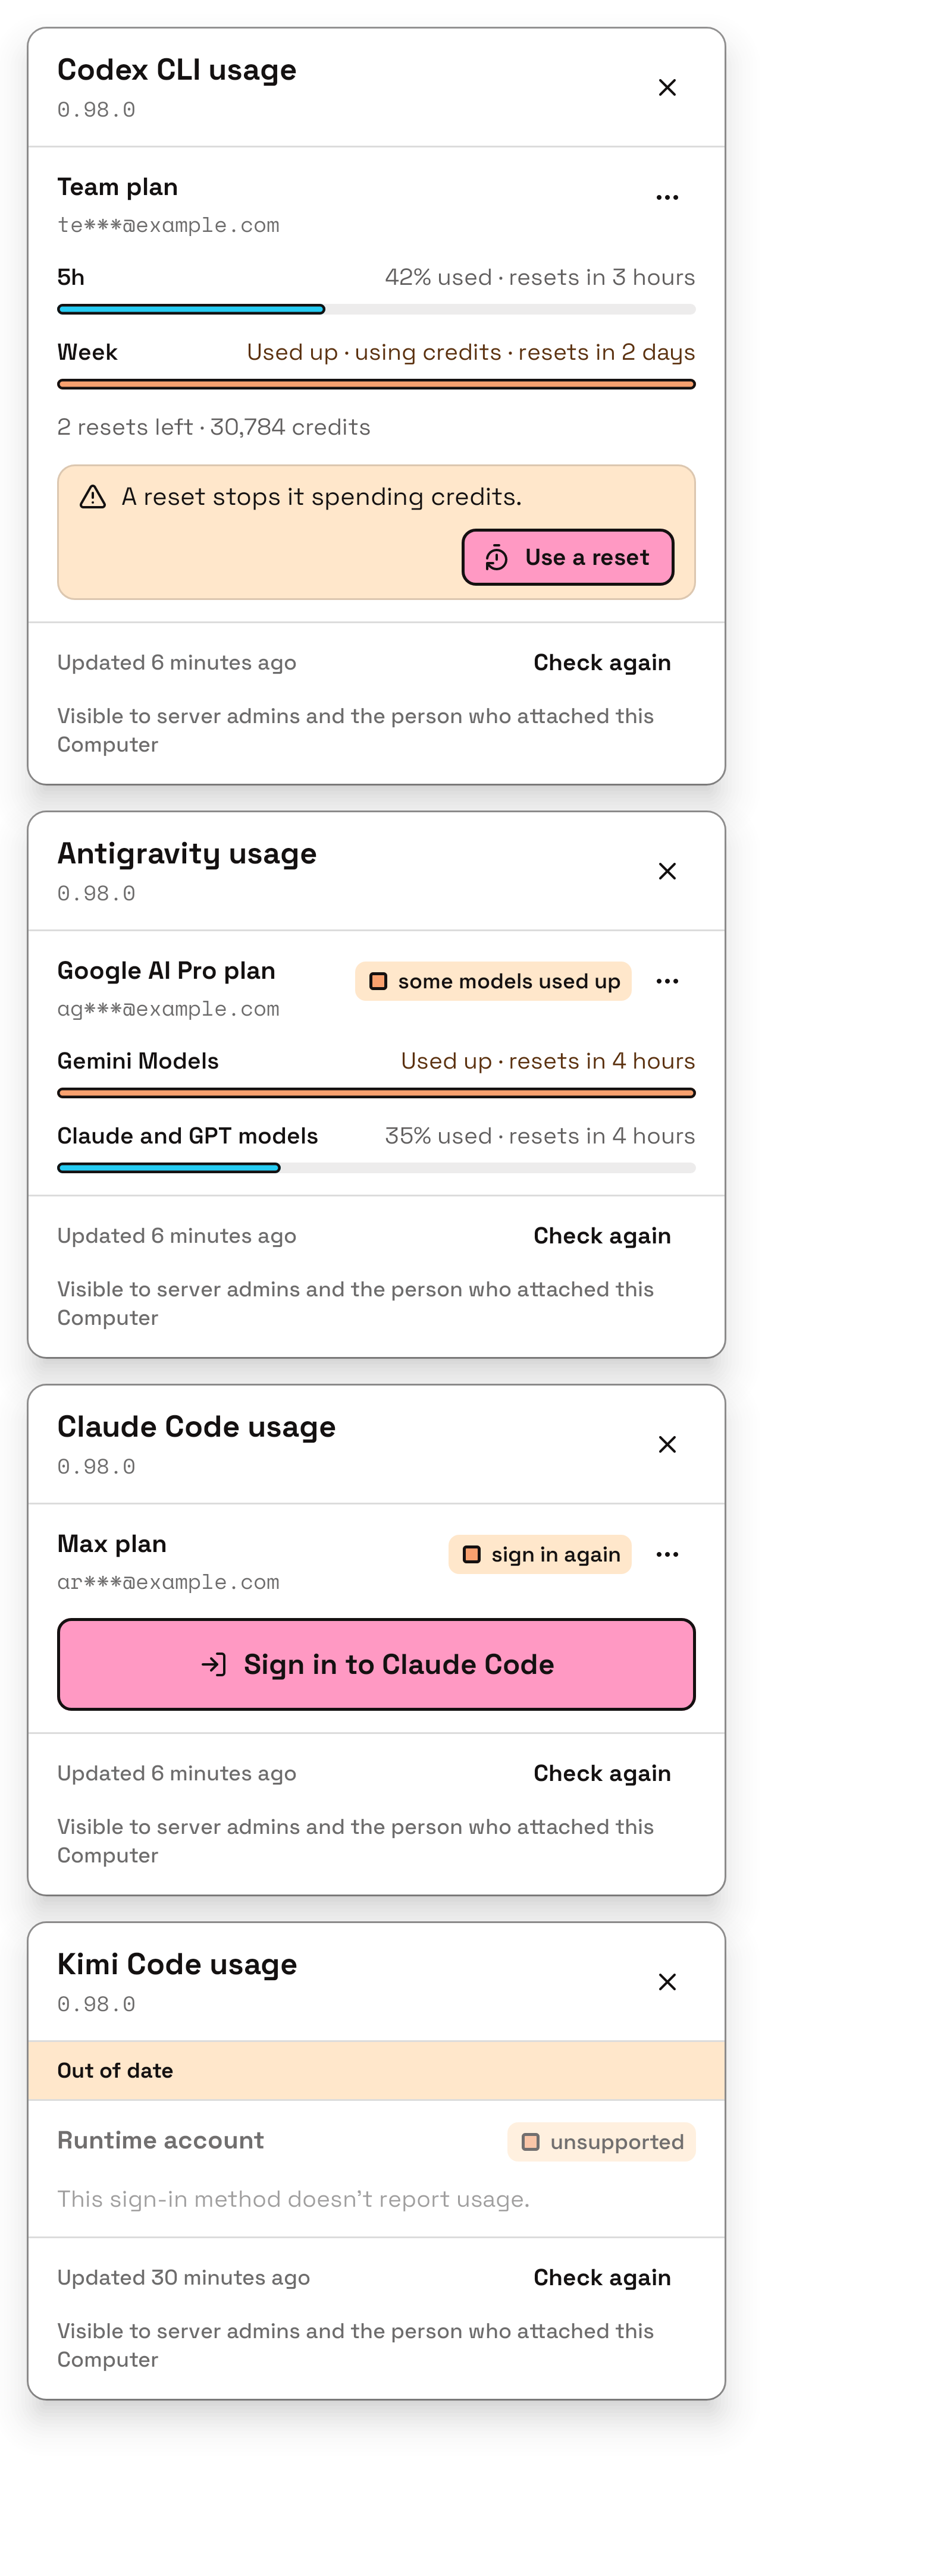 Codex CLI usage
0.98.0
Team plan
te***@example.com
5h 42% used · resets in 3 hours
Week Used up · using credits · resets in 2 days
2 resets left · 30,784 credits
A reset stops it spending credits.
Use a reset
Updated 6 minutes ago Check again
Visible to server admins and the person who attached this
Computer
Antigravity usage
0.98.0
Google AI Pro plan some models used up
ag***@example.com
Gemini Models Used up · resets in 4 hours
Claude and GPT models 35% used · resets in 4 hours
Updated 6 minutes ago Check again
Visible to server admins and the person who attached this
Computer
Claude Code usage
0.98.0
Max plan sign in again
ar***@example.com
Sign in to Claude Code
Updated 6 minutes ago Check again
Visible to server admins and the person who attached this
Computer
Kimi Code usage
0.98.0
Out of date
Runtime account unsupported
This sign-in method doesn’t report usage.
Updated 30 minutes ago Check again
Visible to server admins and the person who attached this
Computer